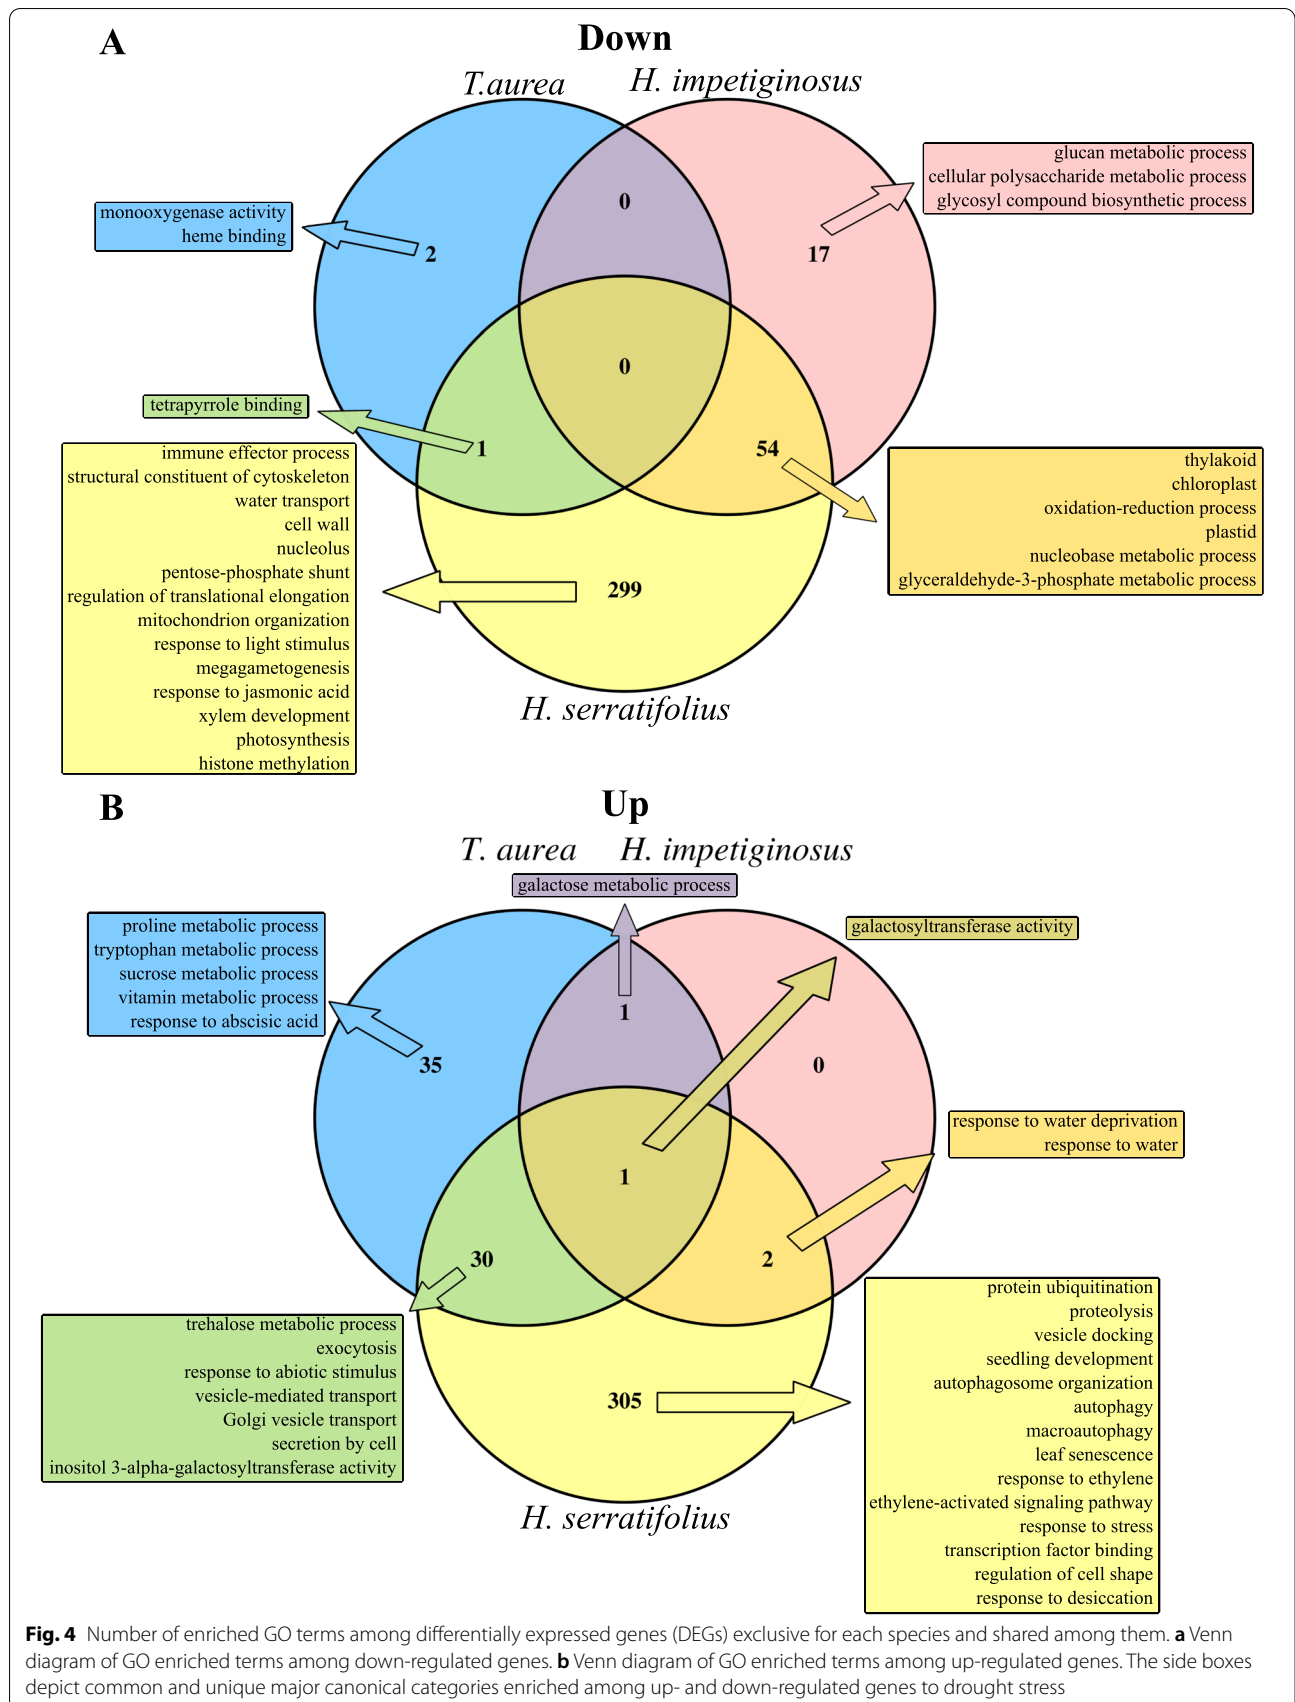 A
Down
T.aurea
H. impetiginosus
glucan metabolic process
cellular polysaccharide metabolic process
glycosyl compound biosynthetic process
monooxygenase activity
heme binding
0
2
17
0
tetrapyrrole binding
1
54
immune effector process
structural constituent of cytoskeleton
water transport
cell wall
nucleolus
pentose-phosphate shunt
regulation of translational elongation
mitochondrion organization
response to light stimulus
megagametogenesis
response to jasmonic acid
xylem development
photosynthesis
histone methylation
thylakoid
chloroplast
oxidation-reduction process
plastid
nucleobase metabolic process
glyceraldehyde-3-phosphate metabolic process
299
H. serratifolius
B
Up
T. aurea
H. impetiginosus
galactose metabolic process
proline metabolic process
tryptophan metabolic process
sucrose metabolic process
vitamin metabolic process
response to abscisic acid
galactosyltransferase activity
1
35
0
response to water deprivation
response to water
1
30
2
trehalose metabolic process
exocytosis
response to abiotic stimulus
vesicle-mediated transport
Golgi vesicle transport
secretion by cell
inositol 3-alpha-galactosyltransferase activity
protein ubiquitination
proteolysis
vesicle docking
seedling development
autophagosome organization
autophagy
macroautophagy
leaf senescence
response to ethylene
ethylene-activated signaling pathway
response to stress
transcription factor binding
regulation of cell shape
response to desiccation
305
H. serratifolius
Fig. 4 Number of enriched GO terms among differentially expressed genes (DEGs) exclusive for each species and shared among them. a Venn
diagram of GO enriched terms among down-regulated genes. b Venn diagram of GO enriched terms among up-regulated genes. The side boxes
depict common and unique major canonical categories enriched among up- and down-regulated genes to drought stress